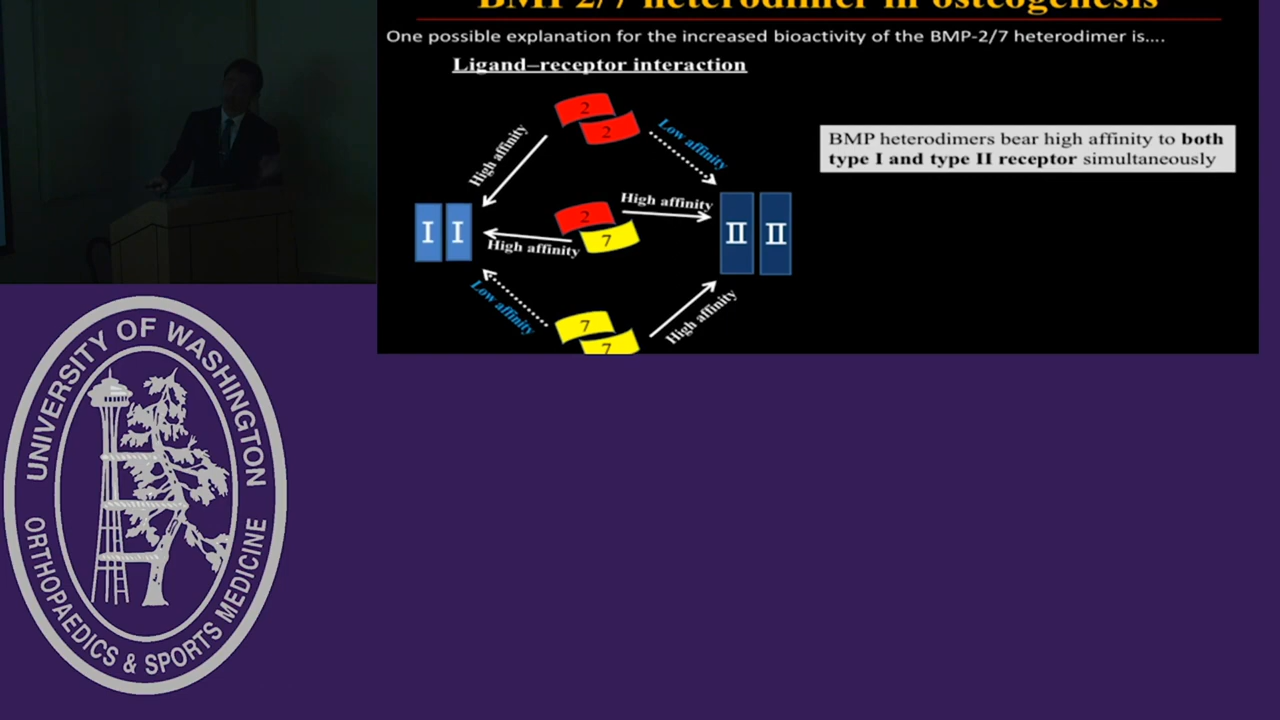 BMP 2/7 heterodimer in osteogenesis
One possible explanation for the increased bioactivity of the BMP-2/7 heterodimer is....
Ligand–receptor interaction
2
2
High affinity
Low affinity
BMP heterodimers bear high affinity to both
type I and type II receptor simultaneously
I I
2
7
High affinity
High affinity
II II
Low affinity
7
7
High affinity
UNIVERSITY OF WASHINGTON
ORTHOPAEDICS & SPORTS MEDICINE